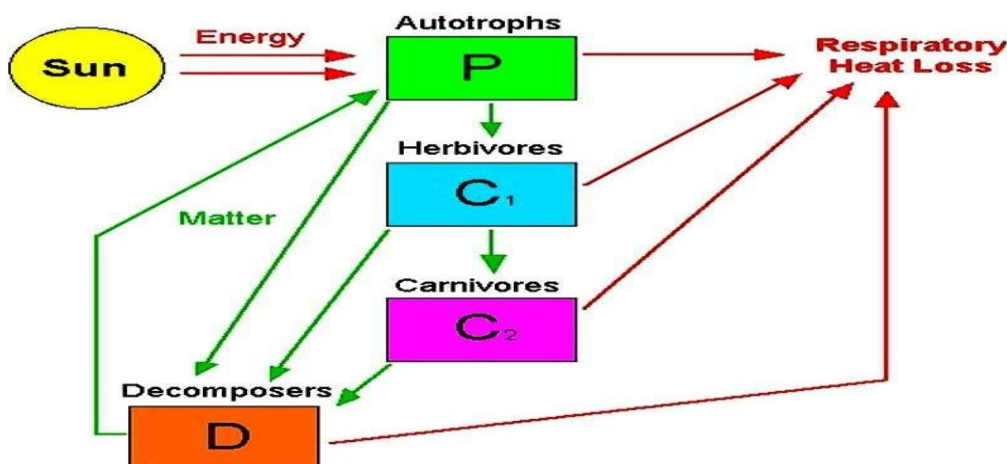 Autotrophs
Energy
Sun
P
Respiratory
Heat Loss
Herbivores
C1
Matter
Carnivores
C2
Decomposers
D